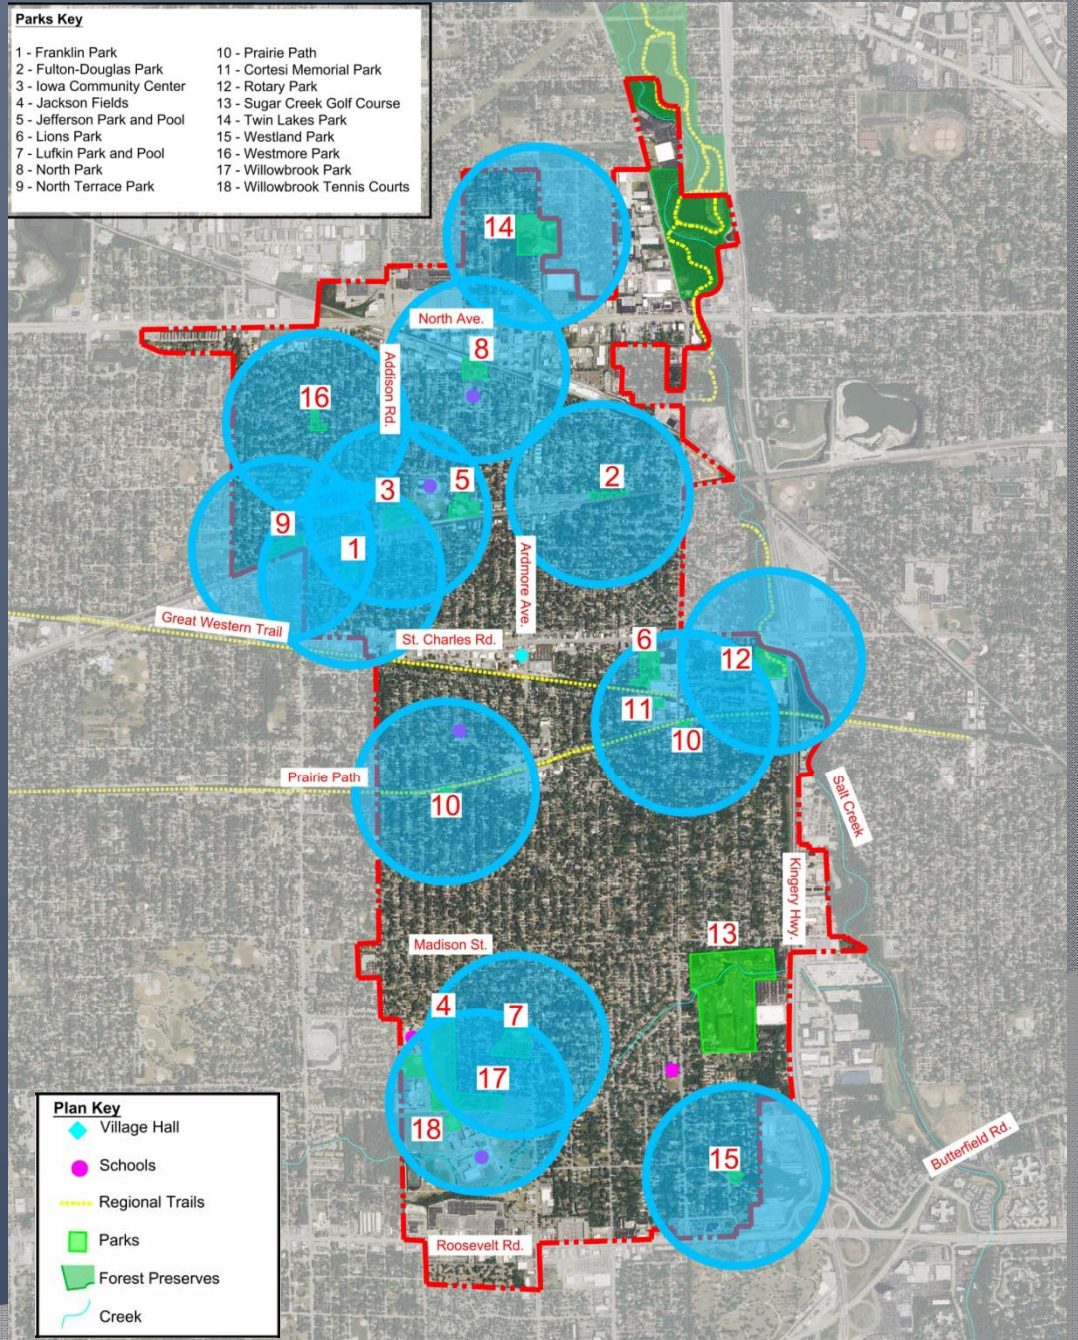 Parks Key
1 - Franklin Park
2 - Fulton-Douglas Park
3 - Iowa Community Center
4 - Jackson Fields
5 - Jefferson Park and Pool
6 - Lions Park
7 - Lufkin Park and Pool
8 - North Park
9 - North Terrace Park
10 - Prairie Path
11 - Cortesi Memorial Park
12 - Rotary Park
13 - Sugar Creek Golf Course
14 - Twin Lakes Park
15 - Westland Park
16 - Westmore Park
17 - Willowbrook Park
18 - Willowbrook Tennis Courts
14
North Ave.
8
Addison Rd.
16
2
5
3
9
1
Ardmore Ave.
Great Western Trail
St. Charles Rd.
6
12
11
10
Prairie Path
10
Salt Creek
Kingery Hwy.
13
Madison St.
4
7
17
18
15
Butterfield Rd.
Roosevelt Rd.
Plan Key
Village Hall
Schools
Regional Trails
Parks
Forest Preserves
Creek